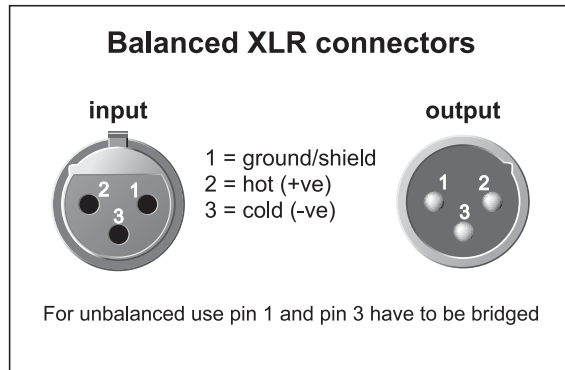 Balanced XLR connectors
input
output
1 = ground/shield
2 = hot (+ve)
3 = cold (-ve)
2 1
3
1 2
3
For unbalanced use pin 1 and pin 3 have to be bridged